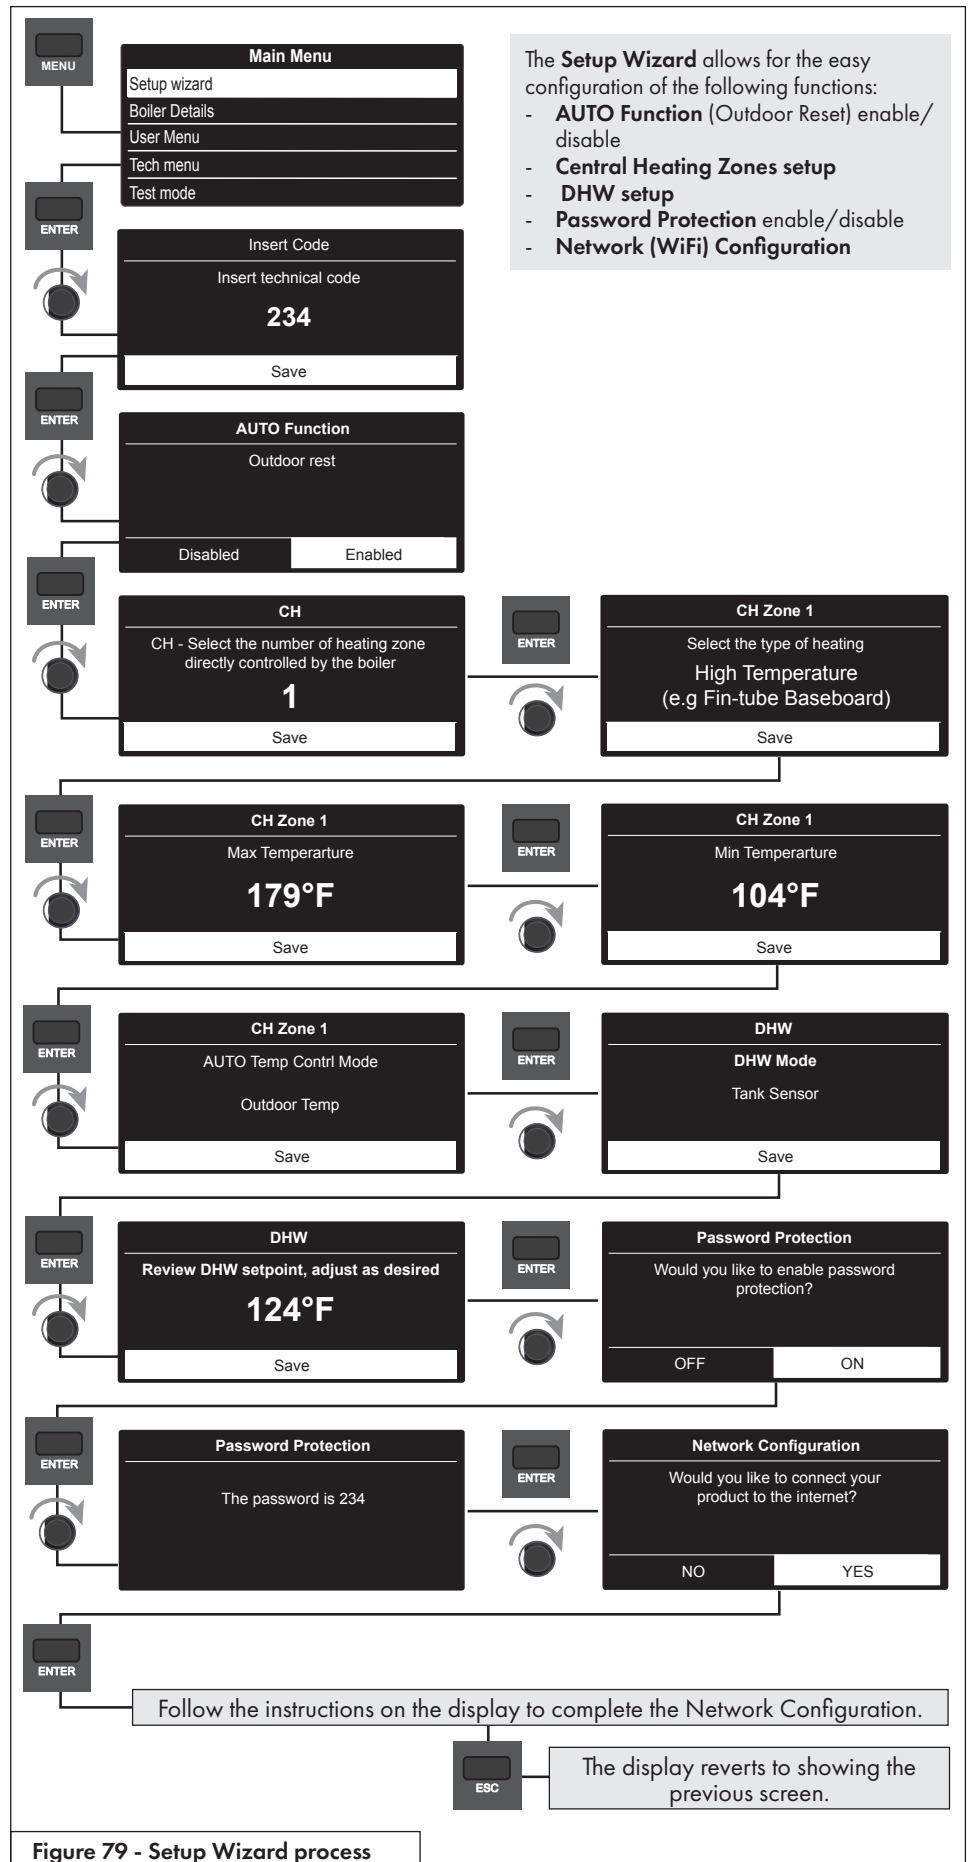 MENU
Main Menu
Setup wizard
Boiler Details
User Menu
Tech menu
Test mode
The Setup Wizard allows for the easy
configuration of the following functions:
- AUTO Function (Outdoor Reset) enable/
disable
- Central Heating Zones setup
- DHW setup
- Password Protection enable/disable
- Network (WiFi) Configuration
ENTER
Insert Code
Insert technical code
234
Save
ENTER
AUTO Function
Outdoor rest
Disabled Enabled
ENTER
CH
CH - Select the number of heating zone
directly controlled by the boiler
1
Save
ENTER
CH Zone 1
Select the type of heating
High Temperature
(e.g Fin-tube Baseboard)
Save
ENTER
CH Zone 1
Max Temperarture
179°F
Save
ENTER
CH Zone 1
Min Temperarture
104°F
Save
ENTER
CH Zone 1
AUTO Temp Contrl Mode
Outdoor Temp
Save
ENTER
DHW
DHW Mode
Tank Sensor
Save
ENTER
DHW
Review DHW setpoint, adjust as desired
124°F
Save
ENTER
Password Protection
Would you like to enable password
protection?
OFF ON
ENTER
Password Protection
The password is 234
ENTER
Network Configuration
Would you like to connect your
product to the internet?
NO YES
ENTER
Follow the instructions on the display to complete the Network Configuration.
ESC
The display reverts to showing the
previous screen.
Figure 79 - Setup Wizard process